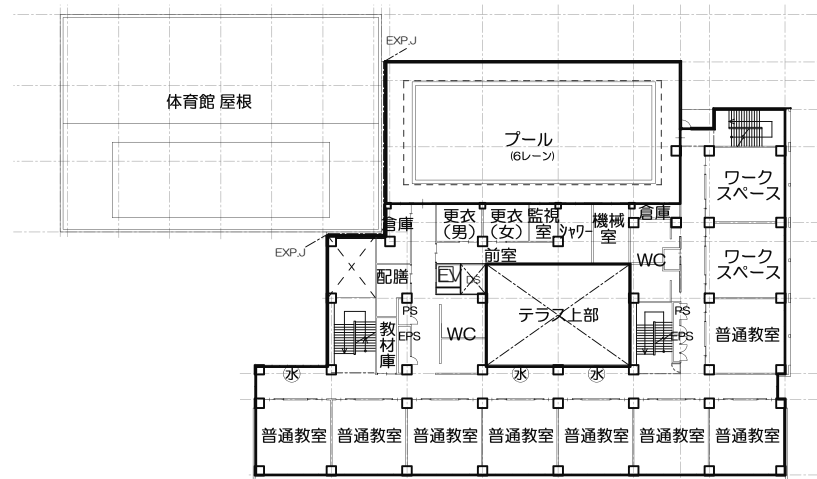 EXP.J
体育館 屋根
プール
(6レーン)
ワーク
スペース
倉庫
更衣
(男)
更衣
(女)
監視
室
シャワー
機械
室
倉庫
EXP.J
X
前室
WC
ワーク
スペース
配膳
EV
DS
PS
EPS
教
材
庫
WC
テラス上部
PS
EPS
普通教室
水
水
水
普通教室
普通教室
普通教室
普通教室
普通教室
普通教室
普通教室